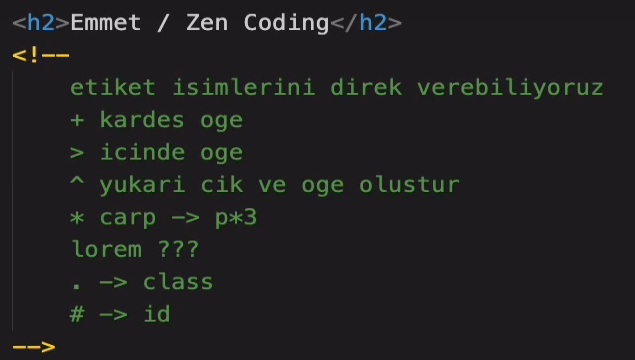 <h2>Emmet / Zen Coding</h2>
<!--
etiket isimlerini direk verebiliyoruz
+ kardes oge
> icinde oge
^ yukari cik ve oge olustur
* carp -> p*3
lorem ???
. -> class
# -> id
-->